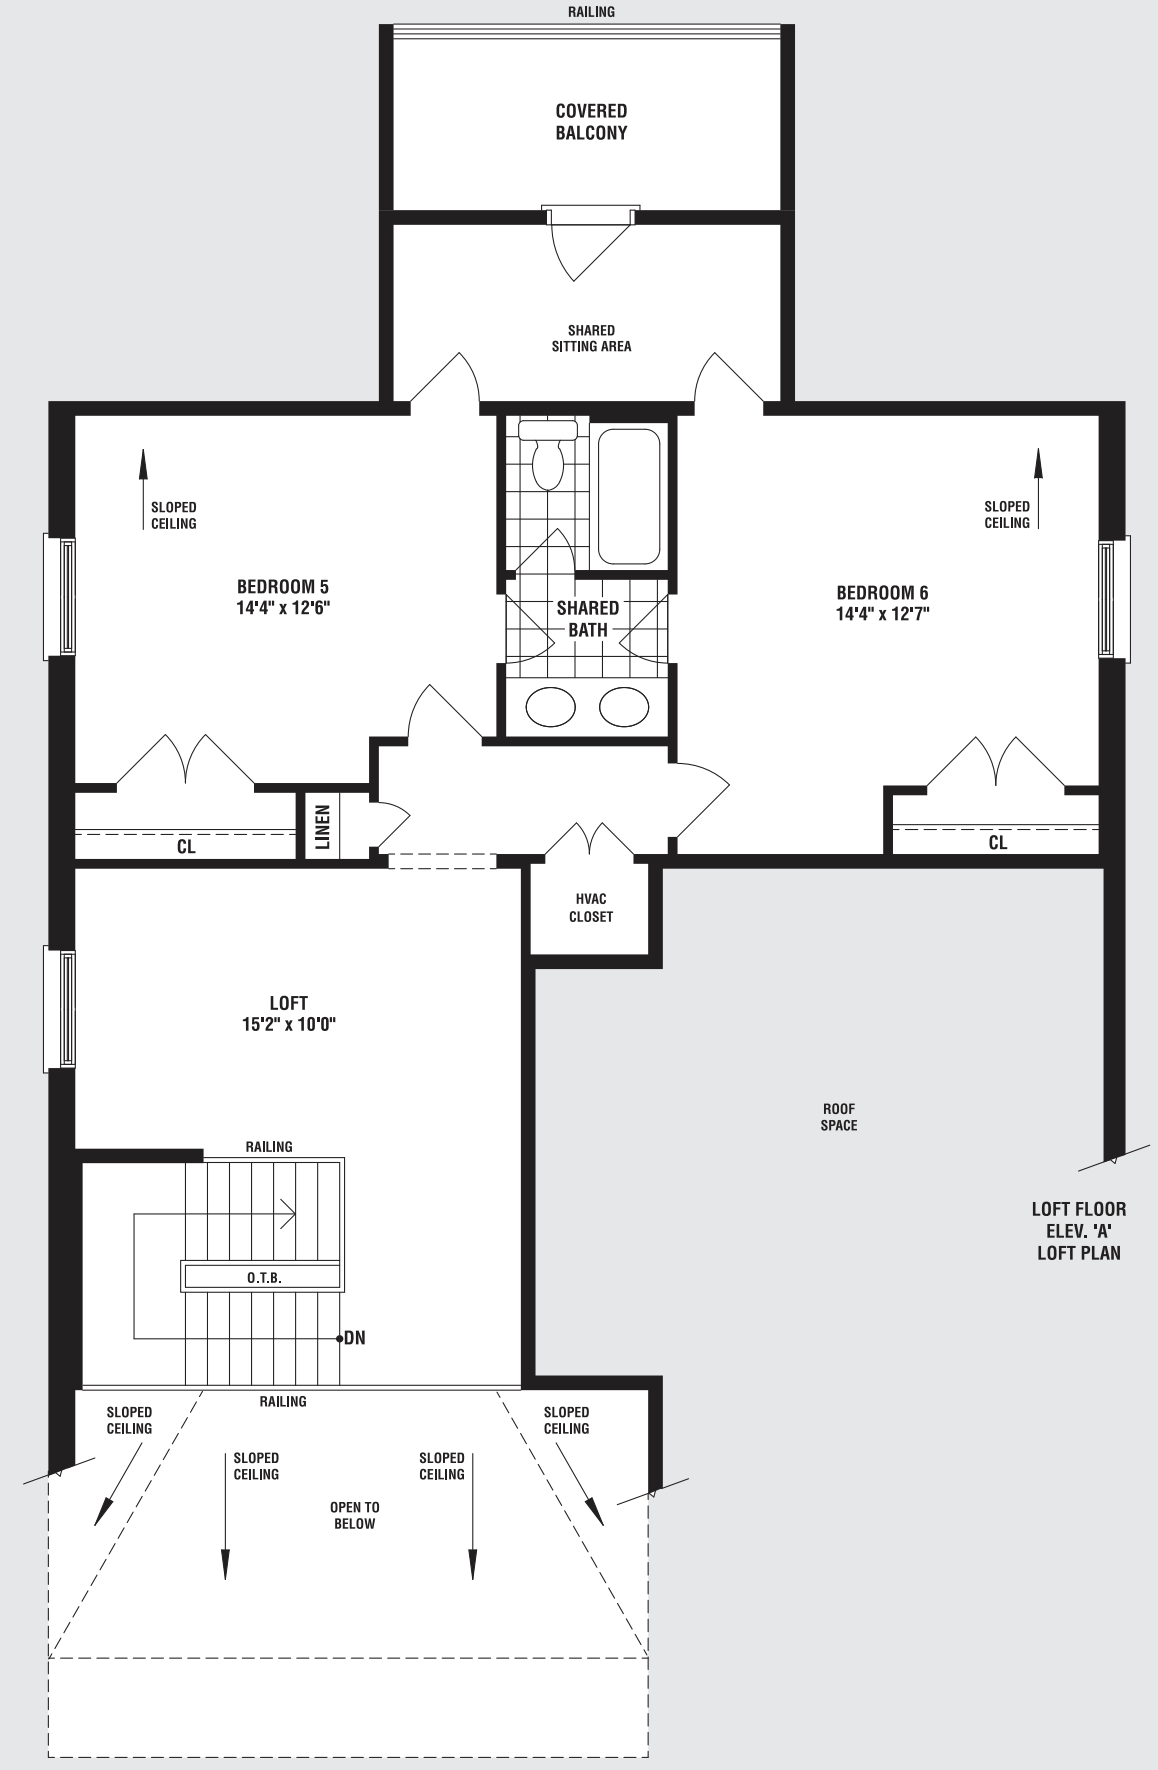 RAILING
COVERED
BALCONY
SHARED
SITTING AREA
SLOPED
CEILING
SLOPED
CEILING
BEDROOM 5
14'4" x 12'6"
SHARED
BATH
BEDROOM 6
14'4" x 12'7"
LINEN
CL
CL
HVAC
CLOSET
LOFT
15'2" x 10'0"
ROOF
SPACE
RAILING
LOFT FLOOR
ELEV. 'A'
LOFT PLAN
O.T.B.
DN
RAILING
SLOPED
CEILING
SLOPED
CEILING
SLOPED
CEILING
SLOPED
CEILING
OPEN TO
BELOW